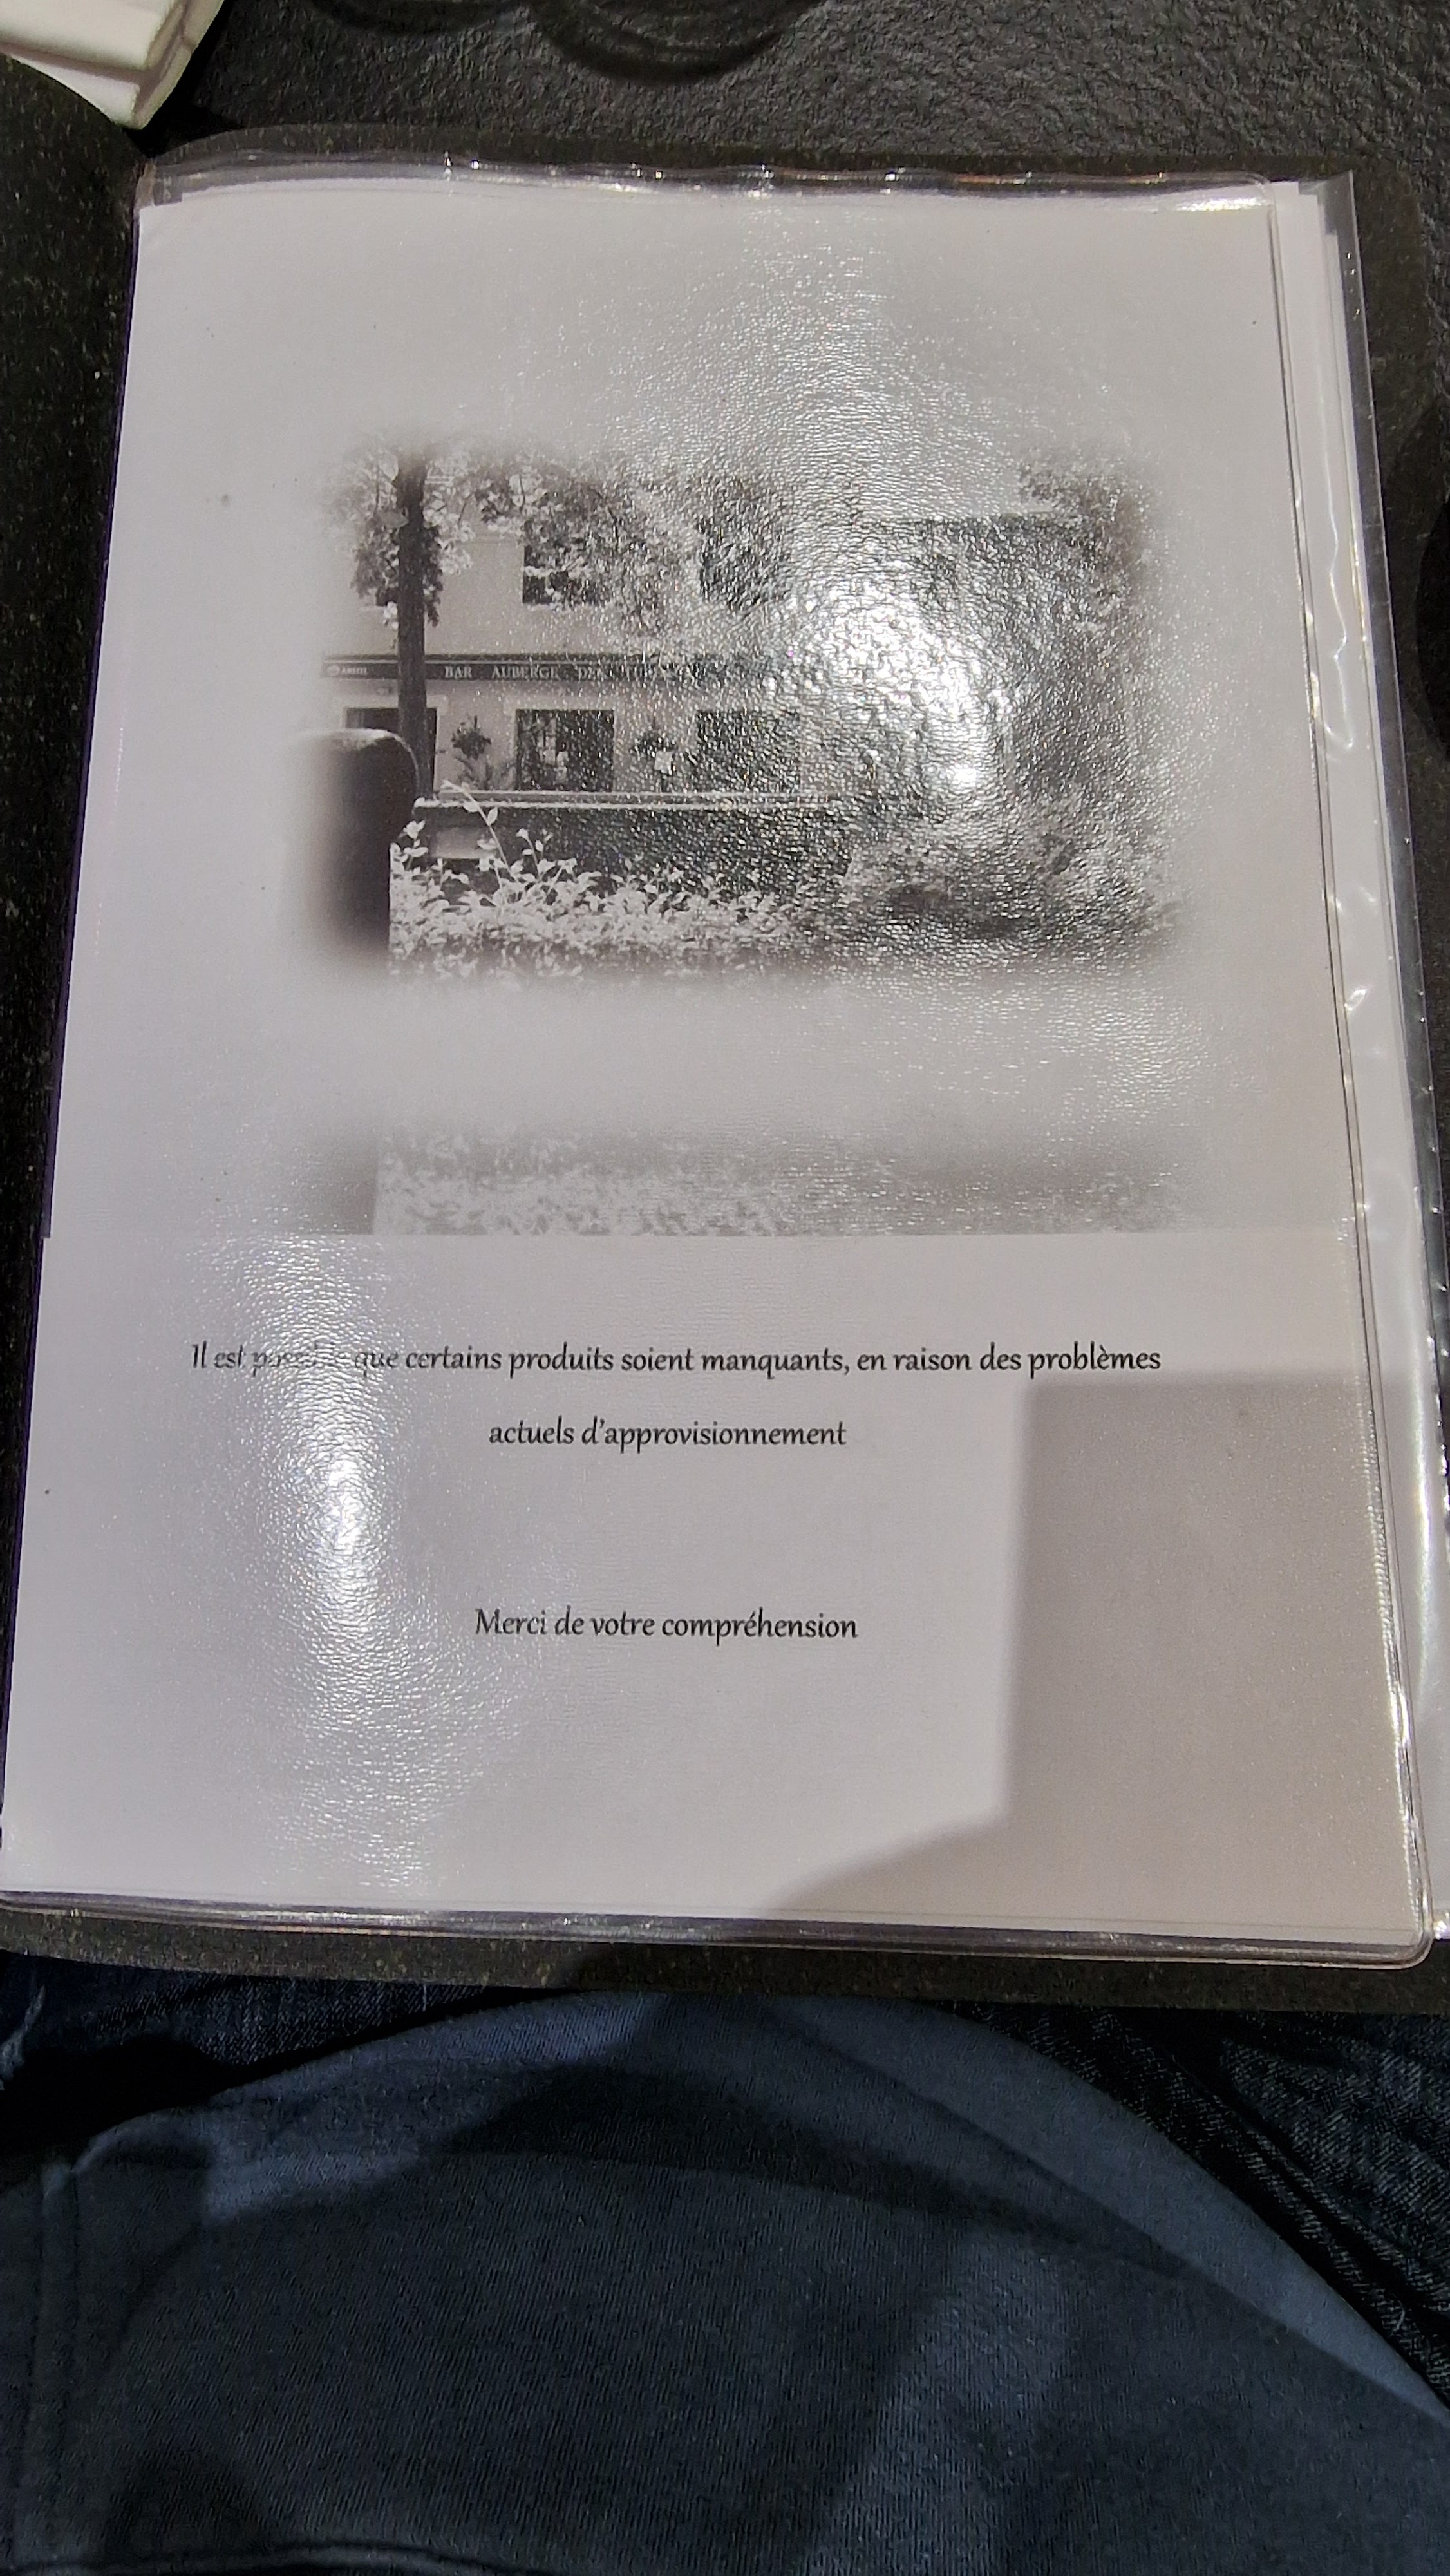 AMSTEL BAR AUBERGE
Il est que certains produits soient manquants, en raison des problèmes
actuels d'approvisionnement
Merci de votre compréhension